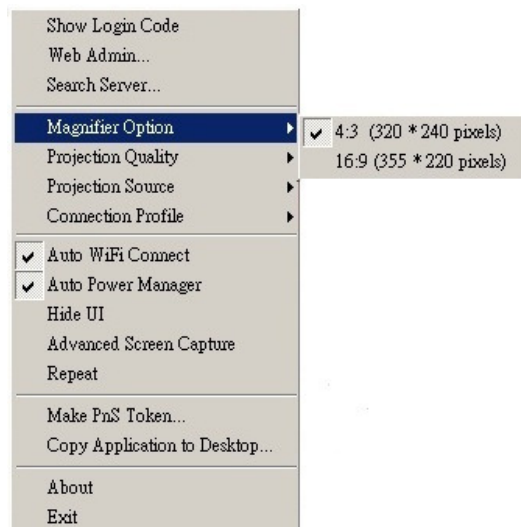 Show Login Code
Web Admin...
Search Server...
Magnifier Option
4:3 (320 * 240 pixels)
16:9 (355 * 220 pixels)
Projection Quality
Projection Source
Connection Profile
Auto WiFi Connect
Auto Power Manager
Hide UI
Advanced Screen Capture
Repeat
Make PnS Token...
Copy Application to Desktop...
About
Exit